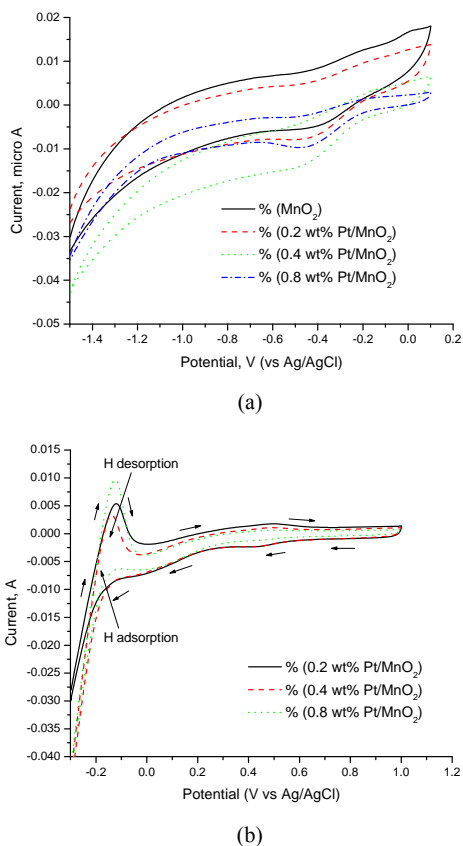 (a)
0.02
0.01
0.00
-0.01
-0.02
-0.03
-0.04
-0.05
Current, micro A
% (MnO₂)
% (0.2 wt% Pt/MnO₂)
% (0.4 wt% Pt/MnO₂)
% (0.8 wt% Pt/MnO₂)
-1.4 -1.2 -1.0 -0.8 -0.6 -0.4 -0.2 0.0 0.2
Potential, V (vs Ag/AgCl)
(a)
0.015
0.010
0.005
0.000
-0.005
-0.010
-0.015
-0.020
-0.025
-0.030
-0.035
-0.040
Current, A
H desorption
H adsorption
% (0.2 wt% Pt/MnO₂)
% (0.4 wt% Pt/MnO₂)
% (0.8 wt% Pt/MnO₂)
-0.2 0.0 0.2 0.4 0.6 0.8 1.0 1.2
Potential (V vs Ag/AgCl)
(b)